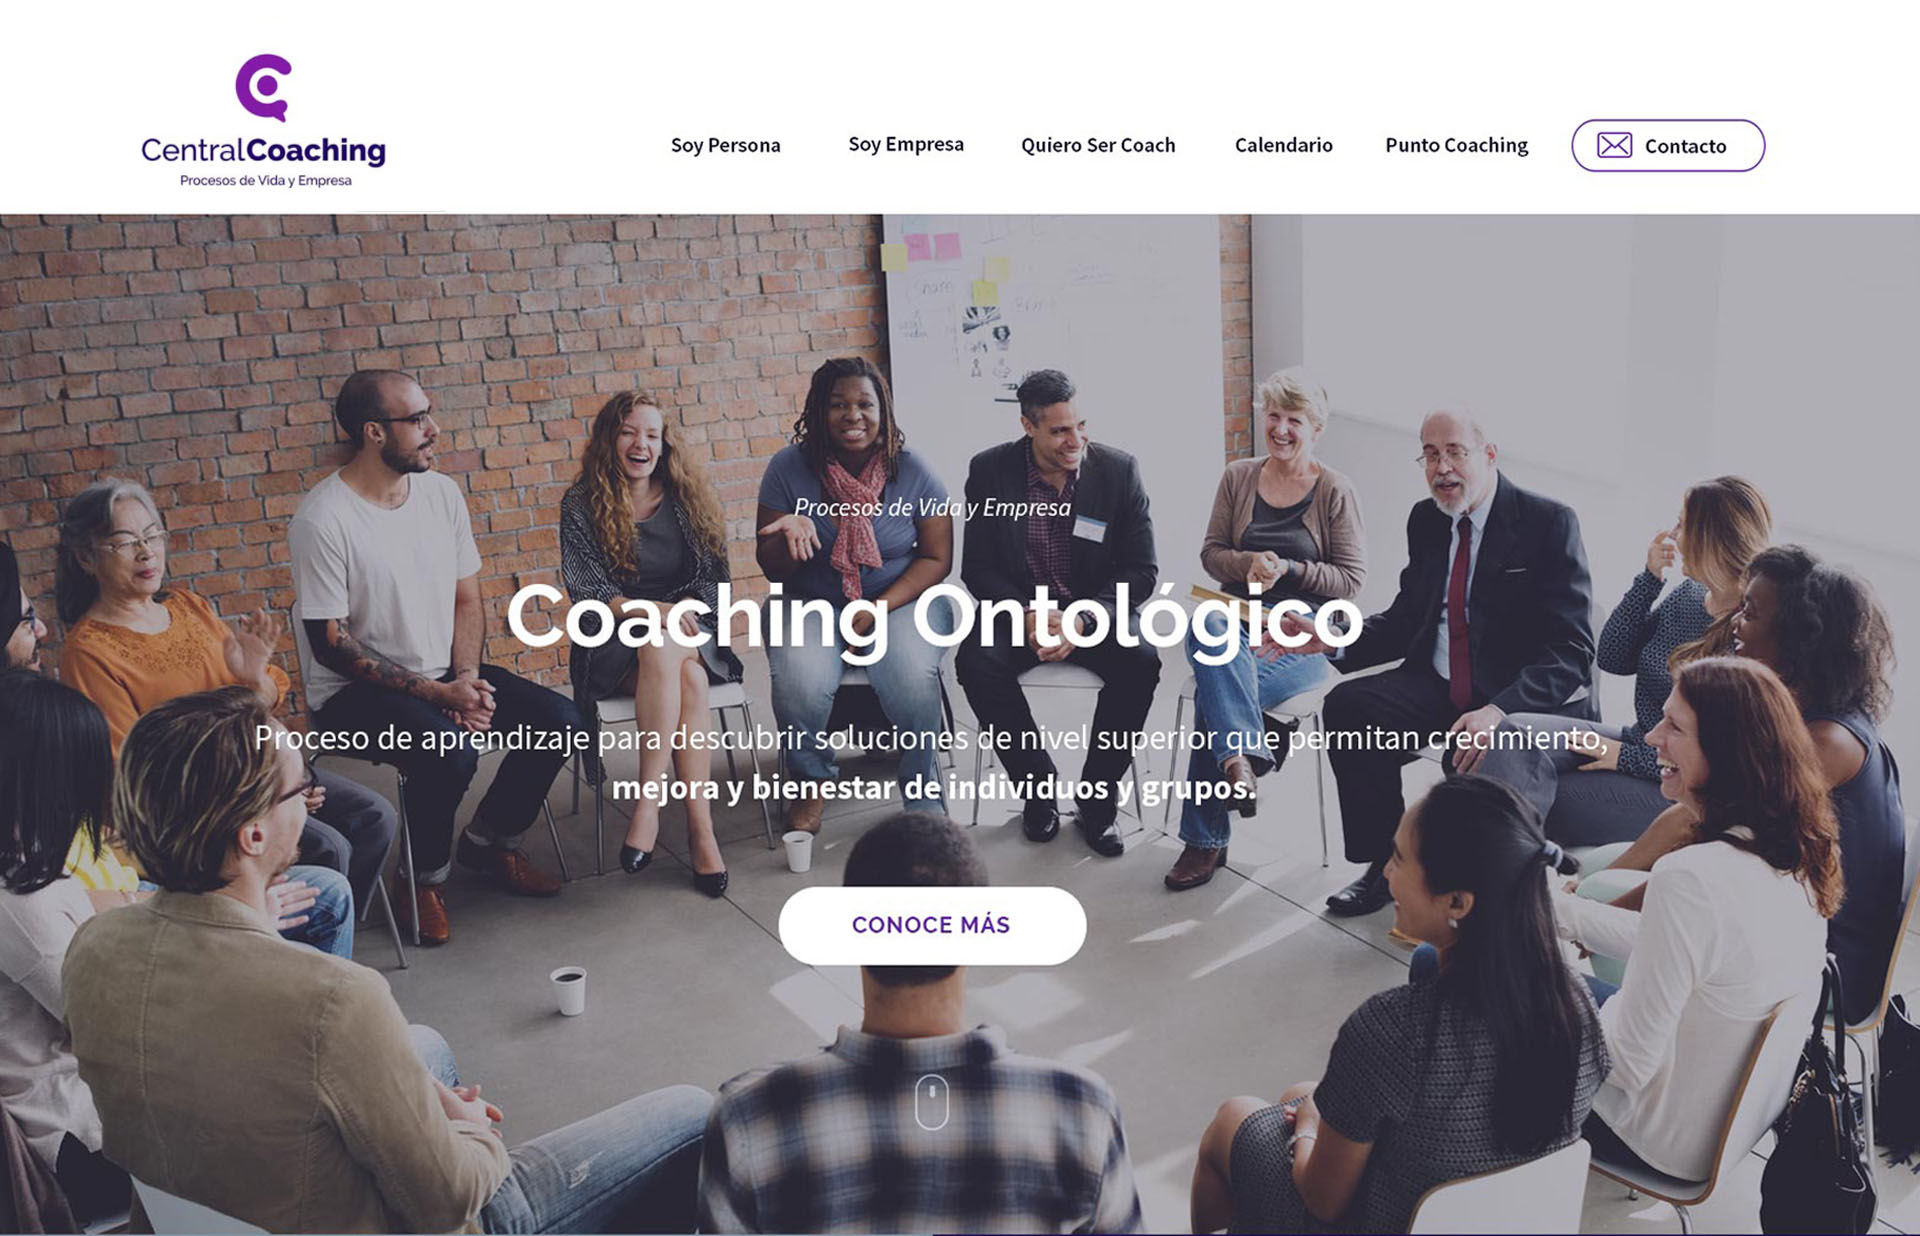 CentralCoaching
Procesos de Vida y Empresa
Soy Persona
Soy Empresa
Quiero Ser Coach
Calendario
Punto Coaching
Contacto
Share
Procesos de Vida y Empresa
Coaching Ontológico
Proceso de aprendizaje para descubrir soluciones de nivel superior que permitan crecimiento,
mejora y bienestar de individuos y grupos.
CONOCE MÁS